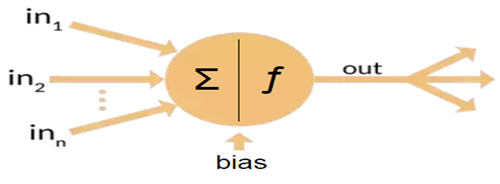 in₁
in₂
inₙ
Σ f
out
bias